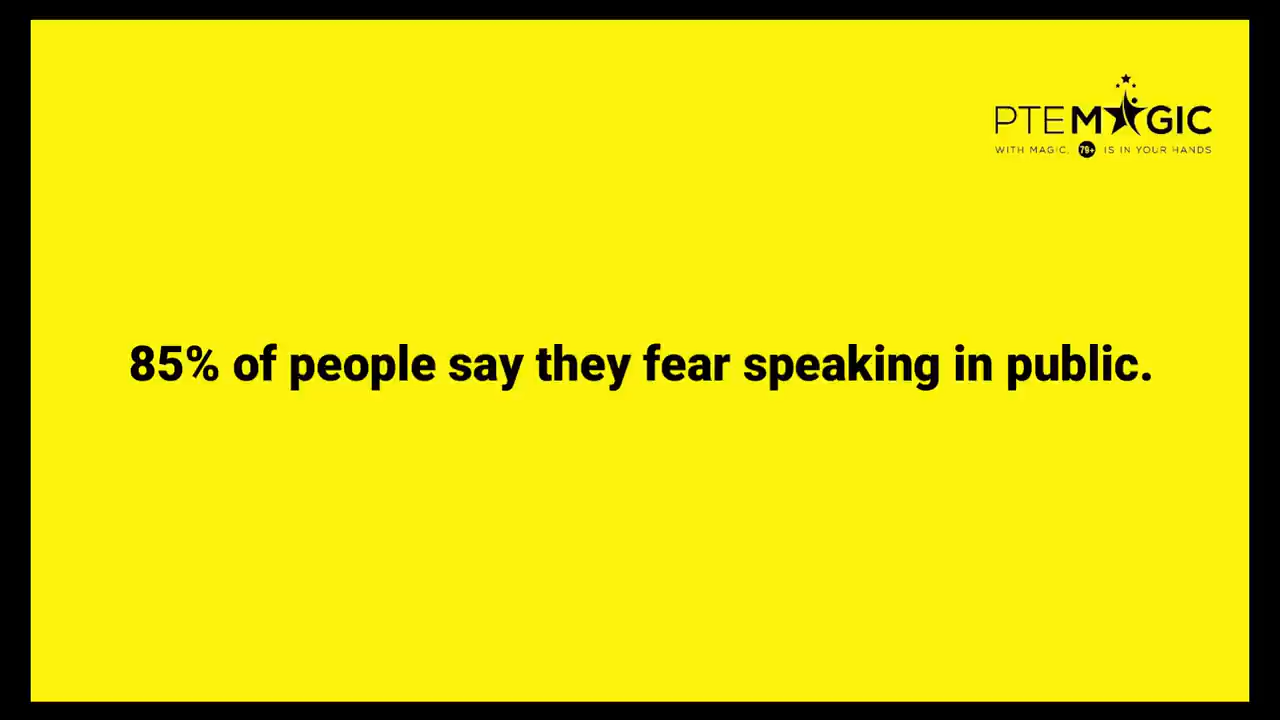 PTEMAGIC
WITH MAGIC, 79+ IS IN YOUR HANDS
85% of people say they fear speaking in public.